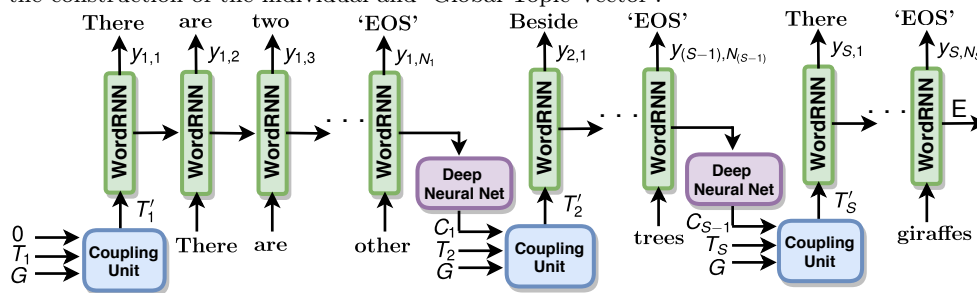 the construction of the individual and 'Global Topic Vector'.
There are two 'EOS' Beside 'EOS' There 'EOS'
y1,1 y1,2 y1,3 y1,N1 y2,1 y(S−1),N(S−1) yS,1 yS,NS
WordRNN WordRNN WordRNN . . . WordRNN WordRNN . . . WordRNN WordRNN . . . WordRNN E
Deep Neural Net Deep Neural Net
T′1 T′2 T′S
0 C1 CS−1
T1 T2 TS
G G G
Coupling Unit Coupling Unit Coupling Unit
There are other trees giraffes